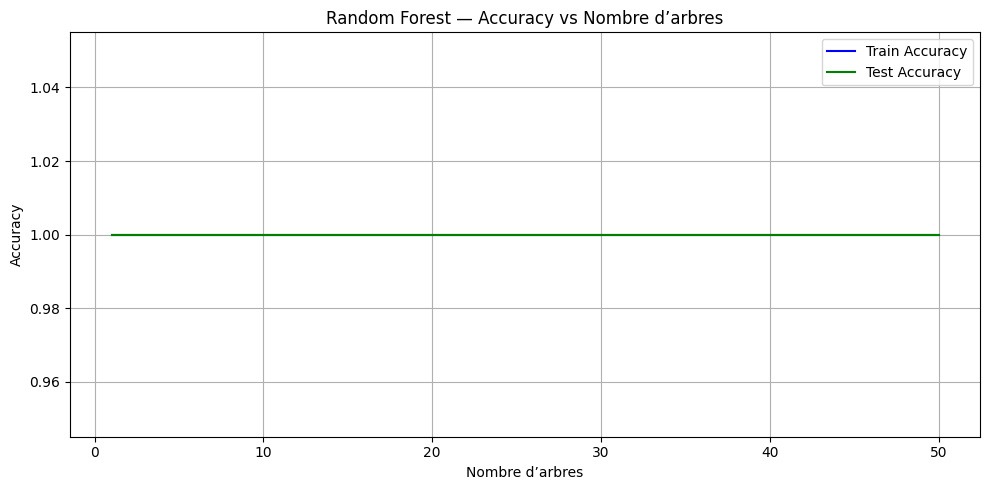 Random Forest — Accuracy vs Nombre d’arbres
Train Accuracy
Test Accuracy
Accuracy
1.04
1.02
1.00
0.98
0.96
0 10 20 30 40 50
Nombre d’arbres